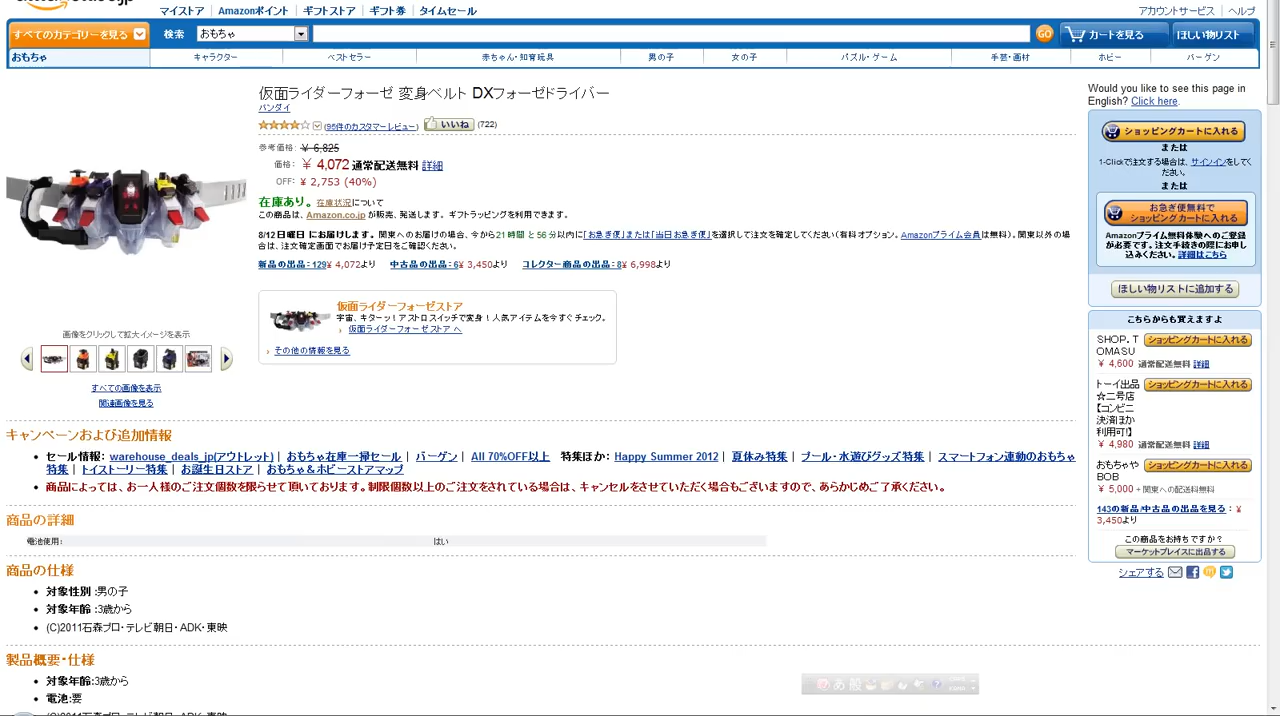 マイストア | Amazonポイント | ギフトストア | ギフト券 | タイムセール
アカウントサービス | ヘルプ
すべてのカテゴリーを見る 検索 おもちゃ GO カートを見る ほしい物リスト
おもちゃ キャラクター ベストセラー 赤ちゃん・知育玩具 男の子 女の子 パズル・ゲーム 手芸・画材 ホビー バーゲン
仮面ライダーフォーゼ 変身ベルト DXフォーゼドライバー
バンダイ
(95件のカスタマーレビュー) いいね (722)
参考価格: ¥ 6,825
価格: ¥ 4,072 通常配送無料 詳細
OFF: ¥ 2,753 (40%)
在庫あり。 在庫状況について
この商品は、Amazon.co.jp が販売、発送します。 ギフトラッピングを利用できます。
8/12 日曜日 にお届けします。 関東へのお届けの場合、今から21 時間 と 56 分以内に「お急ぎ便」または「当日お急ぎ便」を選択して注文を確定してください(有料オプション。Amazonプライム会員は無料)。関東以外の場
合は、注文確定画面でお届け予定日をご確認ください。
新品の出品：129¥ 4,072より 中古品の出品：6¥ 3,450より コレクター商品の出品：8¥ 6,998より
仮面ライダーフォーゼストア
宇宙、キターッ！アストロスイッチで変身！人気アイテムを今すぐチェック。
› 仮面ライダーフォーゼストア へ
› その他の情報を見る
画像をクリックして拡大イメージを表示
すべての画像を表示
関連画像を見る
Would you like to see this page in
English? Click here.
ショッピングカートに入れる
または
1-Clickで注文する場合は、サインインをしてく
ださい。
または
お急ぎ便無料で
ショッピングカートに入れる
Amazonプライム無料体験へのご登録
が必要です。注文手続きの際にお申し
込みください。詳細はこちら
ほしい物リストに追加する
こちらからも買えますよ
SHOP. T ショッピングカートに入れる
OMASU
¥ 4,600 通常配送無料 詳細
トーイ出品 ショッピングカートに入れる
☆二号店
【コンビニ
決済ほか
利用可!】
¥ 4,980 通常配送無料 詳細
おもちゃや ショッピングカートに入れる
BOB
¥ 5,000 + 関東への配送料無料
143の新品/中古品の出品を見る： ¥
3,450より
この商品をお持ちですか？
マーケットプレイスに出品する
シェアする
キャンペーンおよび追加情報
セール情報： warehouse_deals_jp(アウトレット)｜ おもちゃ在庫一掃セール｜ バーゲン｜ All 70%OFF以上 特集ほか： Happy Summer 2012｜ 夏休み特集｜ プール・水遊びグッズ特集｜ スマートフォン連動のおもちゃ
特集｜ トイストーリー特集｜ お誕生日ストア｜ おもちゃ＆ホビーストアマップ
商品によっては、お一人様のご注文個数を限らせて頂いております。制限個数以上のご注文をされている場合は、キャンセルをさせていただく場合もございますので、あらかじめご了承ください。
商品の詳細
電池使用: はい
商品の仕様
対象性別 :男の子
対象年齢 :3歳から
(C)2011石森プロ・テレビ朝日・ADK・東映
製品概要・仕様
対象年齢:3歳から
電池:要
(C)2011石森プロ・テレビ朝日・ADK・東映
あ 般